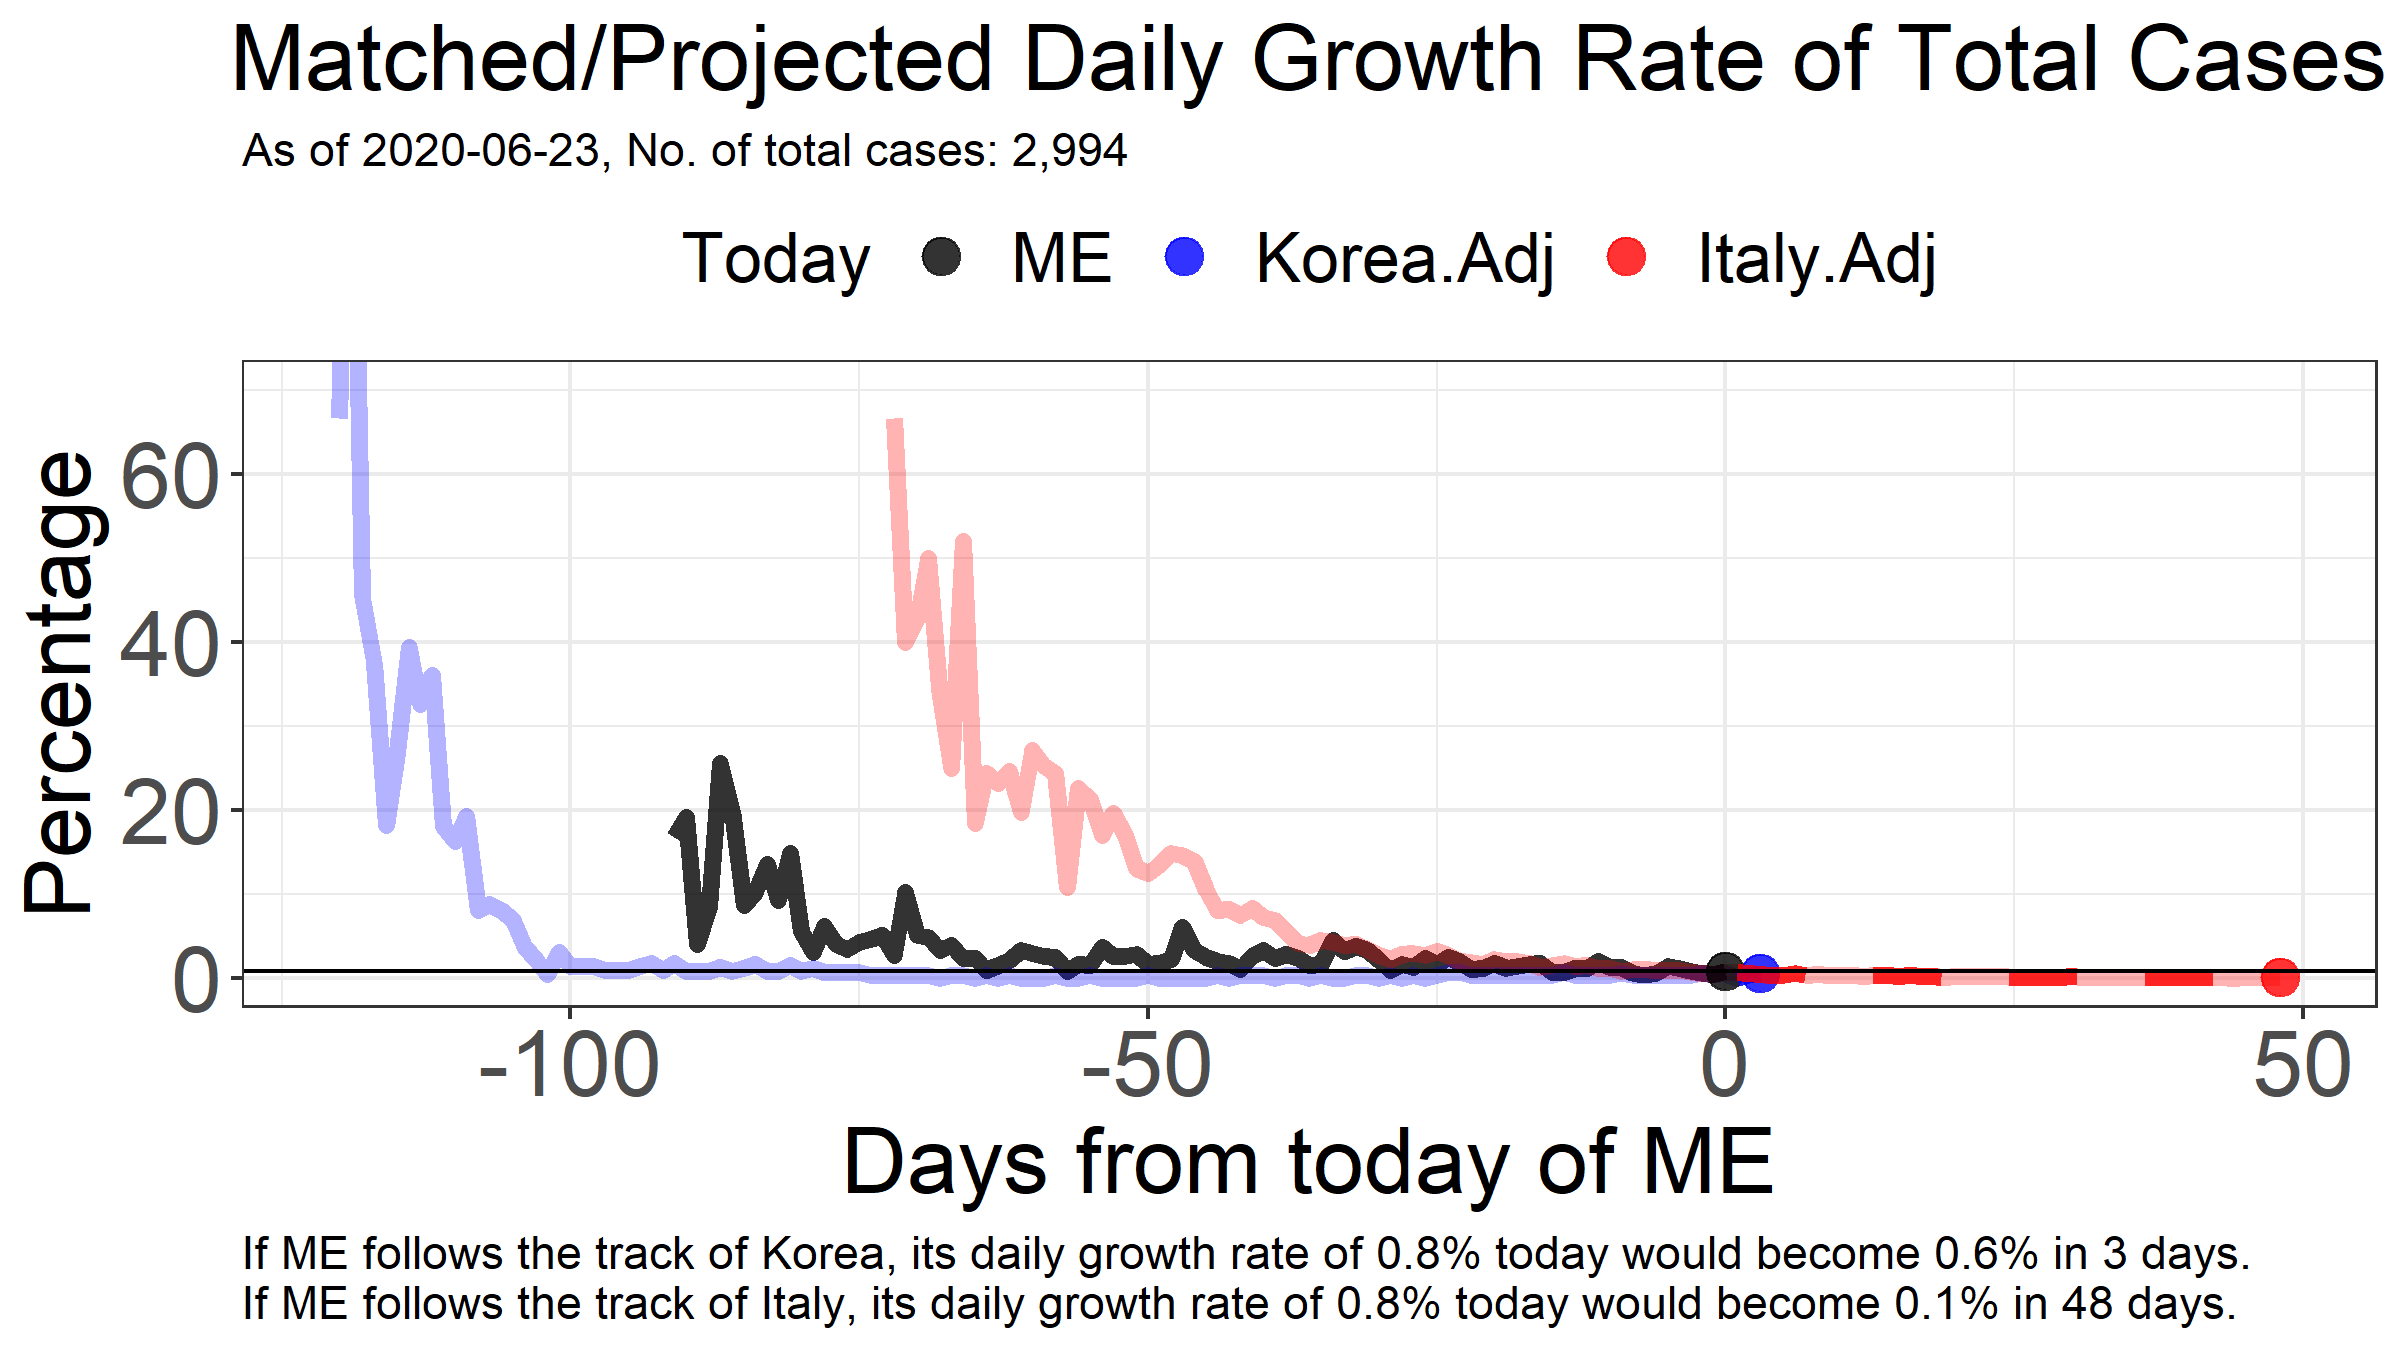 Matched/Projected Daily Growth Rate of Total Cases
As of 2020-06-23, No. of total cases: 2,994
Today ME Korea.Adj Italy.Adj
Percentage
60
40
20
0
-100 -50 0 50
Days from today of ME
If ME follows the track of Korea, its daily growth rate of 0.8% today would become 0.6% in 3 days.
If ME follows the track of Italy, its daily growth rate of 0.8% today would become 0.1% in 48 days.